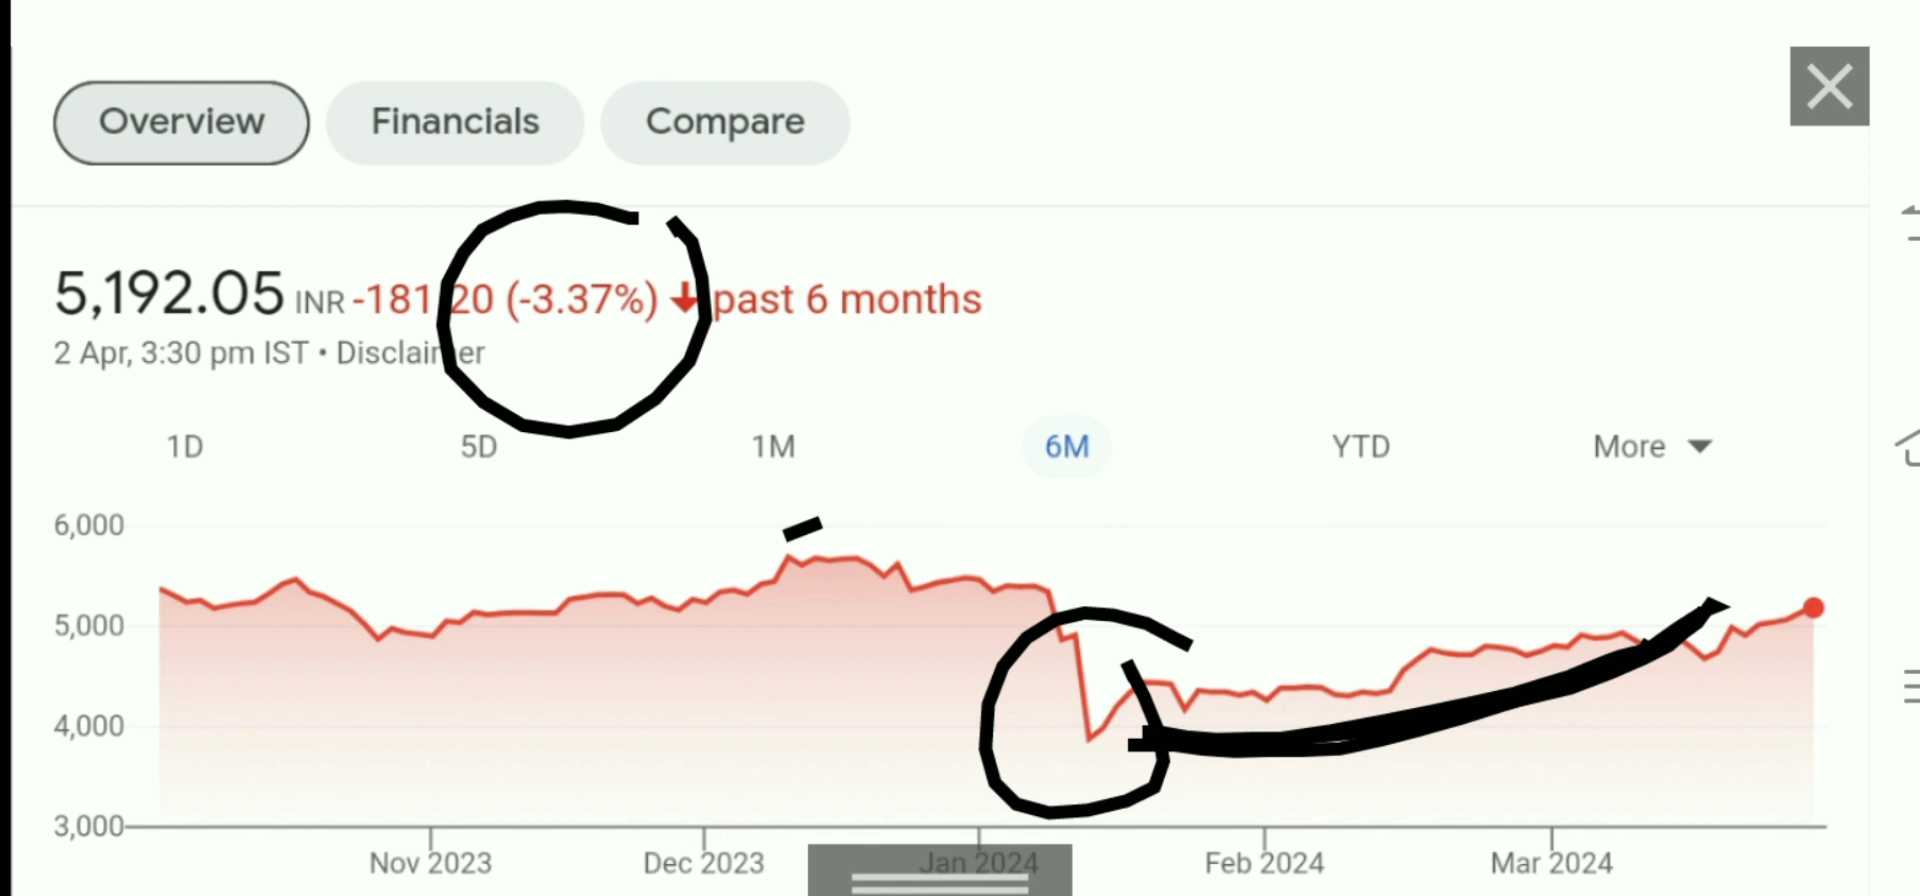 Overview Financials Compare
5,192.05 INR -181.20 (-3.37%) past 6 months
2 Apr, 3:30 pm IST • Disclaimer
1D 5D 1M 6M YTD More
6,000
5,000
4,000
3,000
Nov 2023 Dec 2023 Jan 2024 Feb 2024 Mar 2024